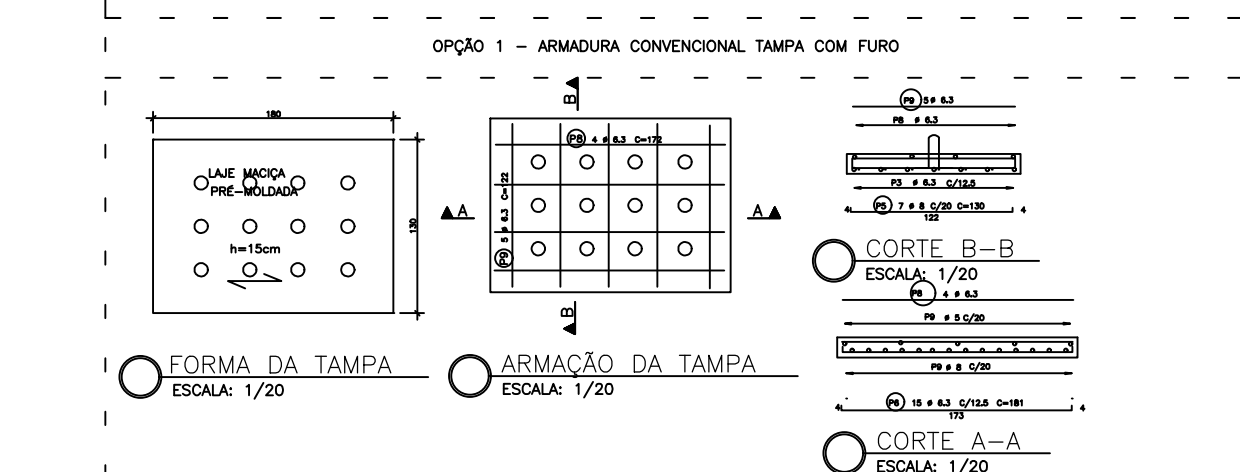 OPÇÃO 1 – ARMADURA CONVENCIONAL TAMPA COM FURO
180
LAJE MACIÇA
PRÉ-MOLDADA
h=15cm
130
FORMA DA TAMPA
ESCALA: 1/20
B
P8 4 ø 6.3 C=172
P9 5 ø 6.3 C=122
A
A
B
ARMAÇÃO DA TAMPA
ESCALA: 1/20
P9 5ø 6.3
P8 ø 6.3
P3 ø 6.3 C/12.5
4 P5 7 ø 8 C/20 C=130 4
122
CORTE B-B
ESCALA: 1/20
P8 4 ø 6.3
P9 ø 5 C/20
P9 ø 8 C/20
4 P6 15 ø 6.3 C/12.5 C=181 4
173
CORTE A-A
ESCALA: 1/20